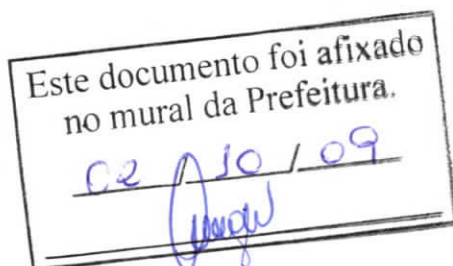 Este documento foi afixado
no mural da Prefeitura.
02 / 10 / 09